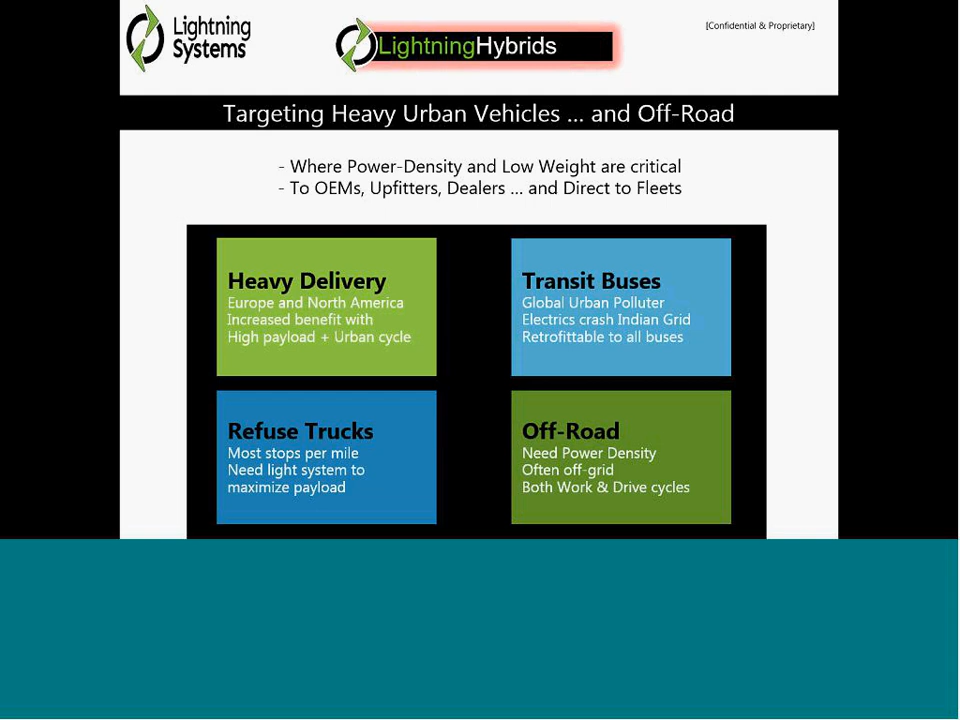 Lightning
Systems®
LightningHybrids
[Confidential & Proprietary]
Targeting Heavy Urban Vehicles ... and Off-Road
- Where Power-Density and Low Weight are critical
- To OEMs, Upfitters, Dealers ... and Direct to Fleets
Heavy Delivery
Europe and North America
Increased benefit with
High payload + Urban cycle
Transit Buses
Global Urban Polluter
Electrics crash Indian Grid
Retrofittable to all buses
Refuse Trucks
Most stops per mile
Need light system to
maximize payload
Off-Road
Need Power Density
Often off-grid
Both Work & Drive cycles